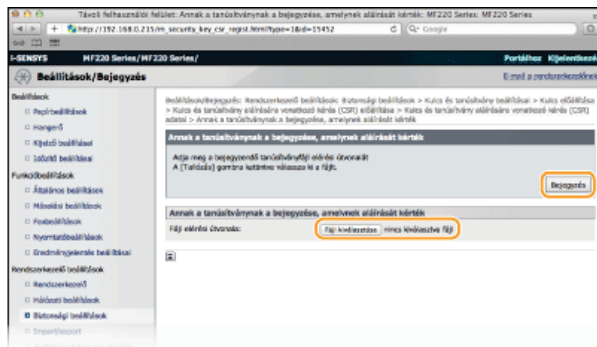 Távoli felhasználói felület: Annak a tanúsítványnak a bejegyzése, amelynek aláírását kérték: MF220 Series: MF220 Series
http://192.168.0.215/m_security_key_csr_regist.html?type=1&id=15452
Google
i-SENSYS MF220 Series/MF220 Series/ Portálhoz Kijelentkezés
Beállítások/Bejegyzés E-mail a rendszerkezelőnek
Beállítások
Papírbeállítások
Hangerő
Kijelző beállításai
Időzítő beállításai
Funkcióbeállítások
Általános beállítások
Másolási beállítások
Faxbeállítások
Nyomtatóbeállítások
Eredményjelentés beállításai
Rendszerkezelő beállítások
Rendszerkezelő
Hálózati beállítások
Biztonsági beállítások
Import/export
Beállítás/Bejegyzés: Rendszerkezelő beállítások: Biztonsági beállítások > Kulcs és tanúsítvány beállításai > Kulcs előállítása
> Kulcs és tanúsítvány aláírására vonatkozó kérés (CSR) előállítása > Kulcs és tanúsítvány aláírására vonatkozó kérés (CSR)
adatai > Annak a tanúsítványnak a bejegyzése, amelynek aláírását kérték
Annak a tanúsítványnak a bejegyzése, amelynek aláírását kérték
Adja meg a bejegyzendő tanúsítványfájl elérési útvonalát
A [Tallózás] gombra kattintva válassza ki a fájlt.
Bejegyzés
Annak a tanúsítványnak a bejegyzése, amelynek aláírását kérték
Fájl elérési útvonala: Fájl kiválasztása nincs kiválasztva fájl